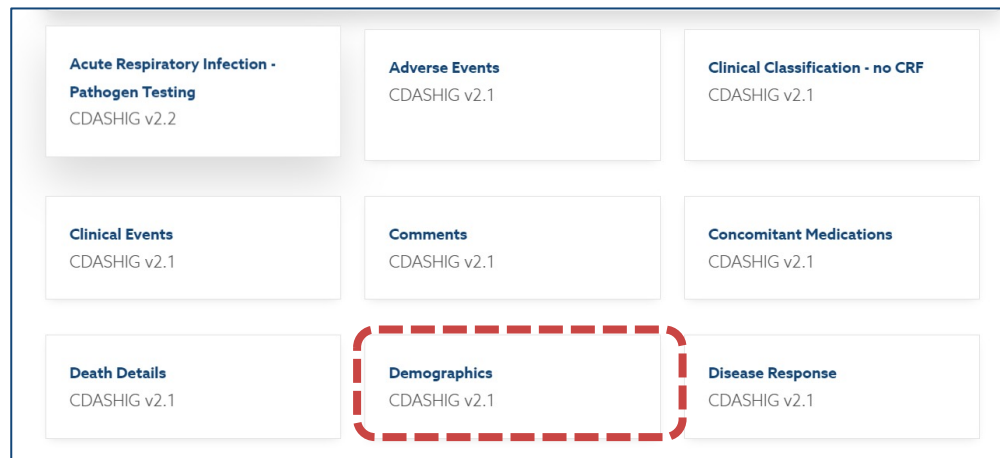 Acute Respiratory Infection -
Pathogen Testing
CDASHIG v2.2
Adverse Events
CDASHIG v2.1
Clinical Classification - no CRF
CDASHIG v2.1
Clinical Events
CDASHIG v2.1
Comments
CDASHIG v2.1
Concomitant Medications
CDASHIG v2.1
Death Details
CDASHIG v2.1
Demographics
CDASHIG v2.1
Disease Response
CDASHIG v2.1